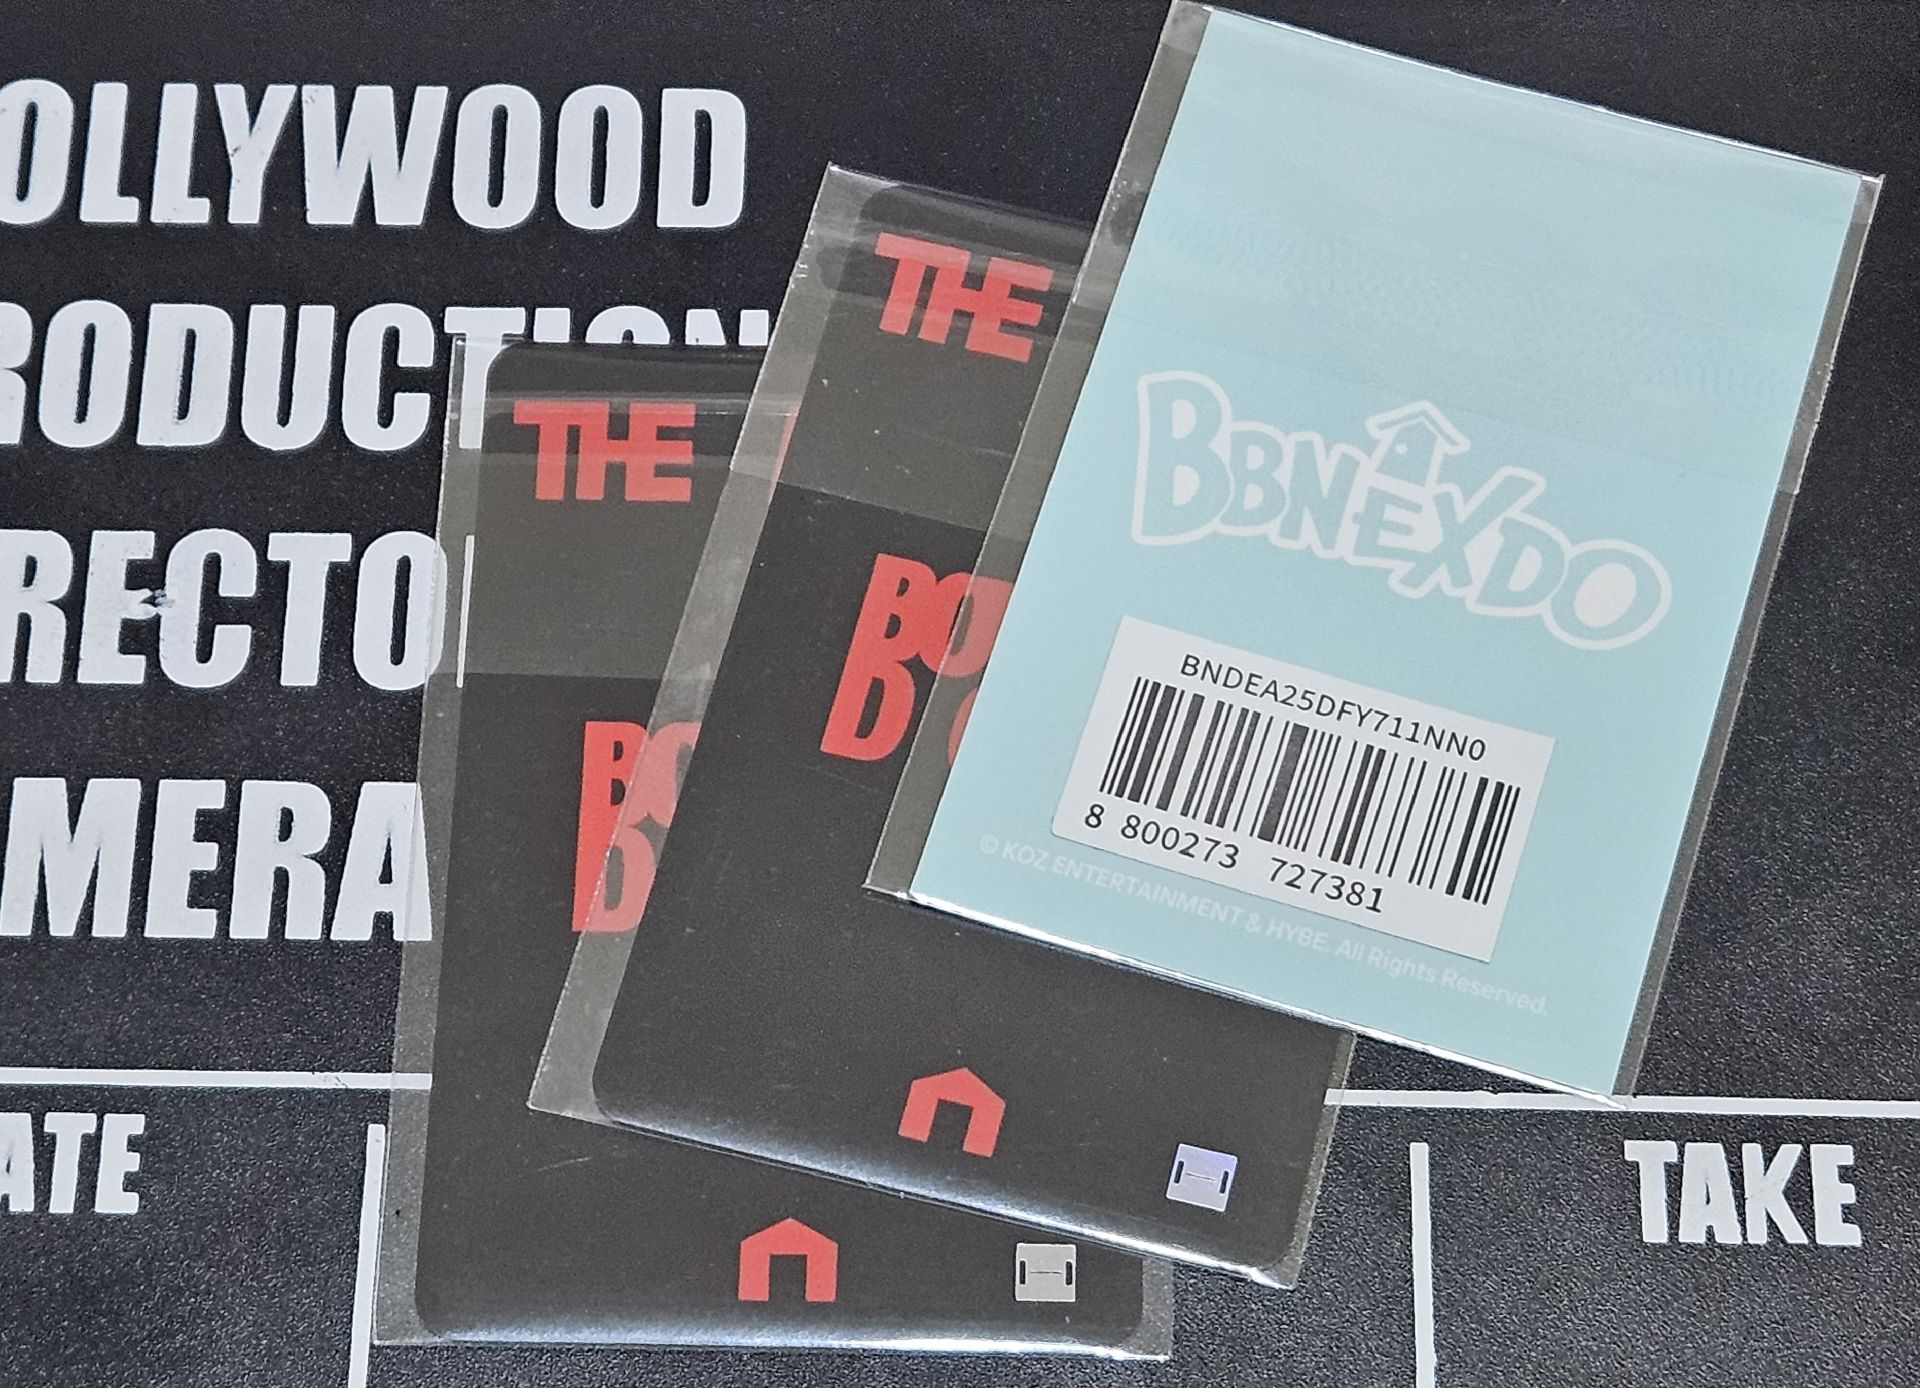 OLLYWOOD
RODUCTION
RECTO
MERA
ATE
TAKE
THE
BO
D
THE
BO
D
BBNEXDO
BNDEA25DFY711NN0
8 800273 727381
© KOZ ENTERTAINMENT & HYBE. All Rights Reserved.